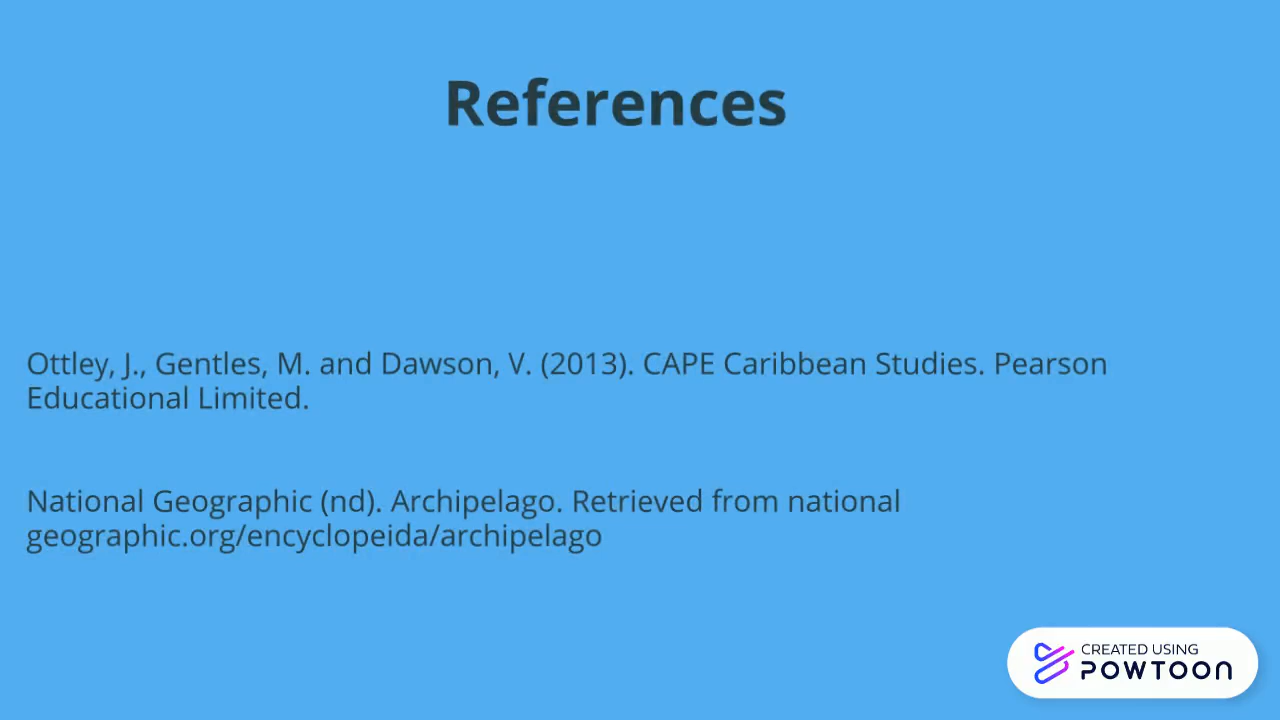 References
Ottley, J., Gentles, M. and Dawson, V. (2013). CAPE Caribbean Studies. Pearson
Educational Limited.
National Geographic (nd). Archipelago. Retrieved from national
geographic.org/encyclopeida/archipelago
CREATED USING
POWTOON